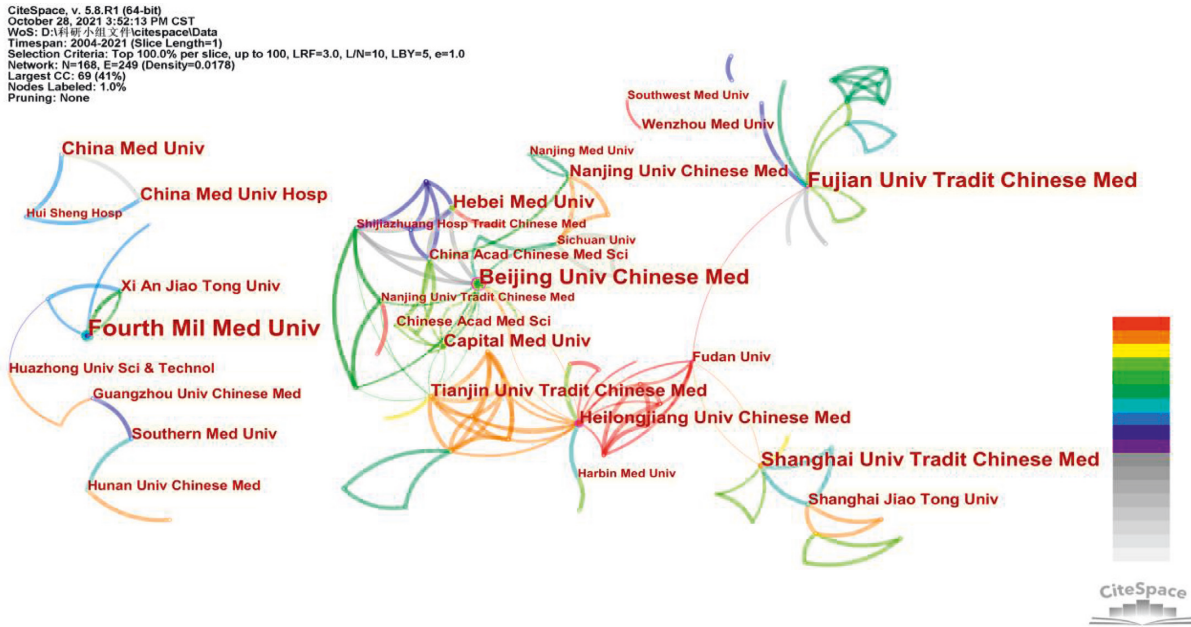 CiteSpace, v. 5.8.R1 (64-bit)
October 28, 2021 3:52:13 PM CST
WoS: D:\科研小组文件\citespace\Data
Timespan: 2004-2021 (Slice Length=1)
Selection Criteria: Top 100.0% per slice, up to 100, LRF=3.0, L/N=10, LBY=5, e=1.0
Network: N=168, E=249 (Density=0.0178)
Largest CC: 69 (41%)
Nodes Labeled: 1.0%
Pruning: None
Southwest Med Univ
Wenzhou Med Univ
China Med Univ
Nanjing Med Univ
Nanjing Univ Chinese Med
Fujian Univ Tradit Chinese Med
China Med Univ Hosp
Hebei Med Univ
Hui Sheng Hosp
Shijiazhuang Hosp Tradit Chinese Med
Sichuan Univ
China Acad Chinese Med Sci
Beijing Univ Chinese Med
Xi An Jiao Tong Univ
Nanjing Univ Tradit Chinese Med
Chinese Acad Med Sci
Fourth Mil Med Univ
Capital Med Univ
Fudan Univ
Huazhong Univ Sci & Technol
Tianjin Univ Tradit Chinese Med
Guangzhou Univ Chinese Med
Heilongjiang Univ Chinese Med
Southern Med Univ
Shanghai Univ Tradit Chinese Med
Harbin Med Univ
Hunan Univ Chinese Med
Shanghai Jiao Tong Univ
CiteSpace